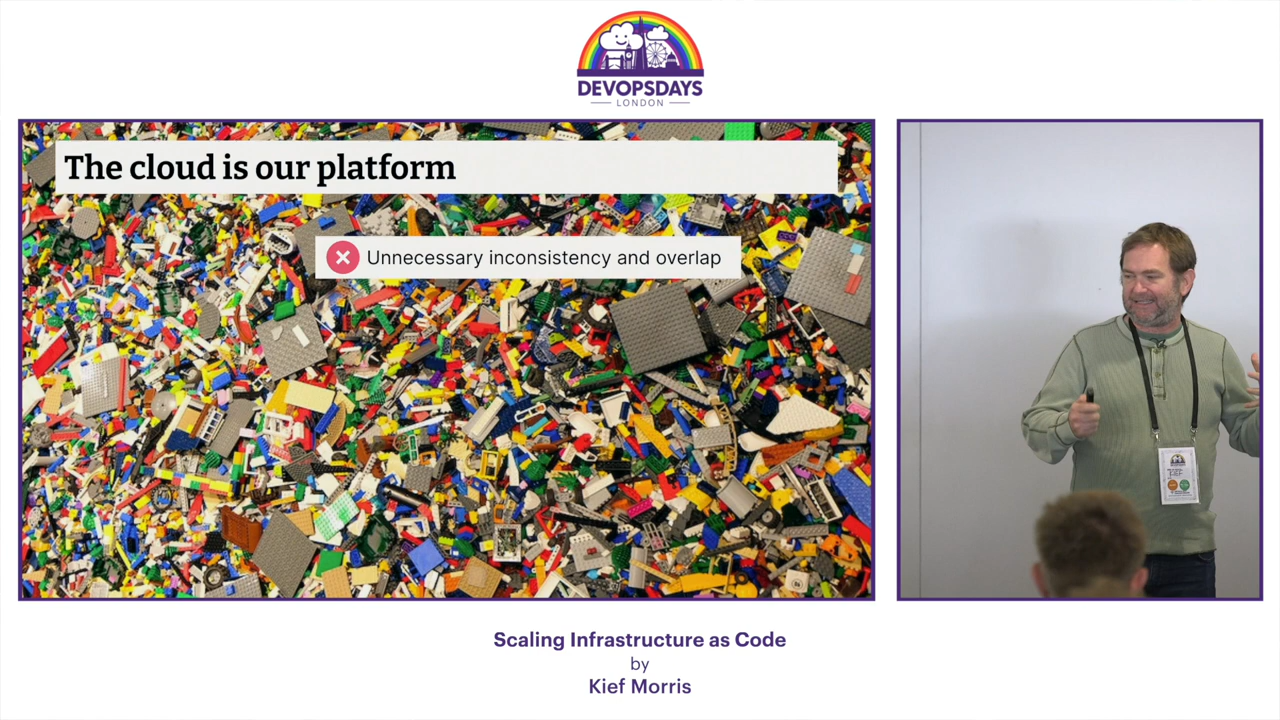 DEVOPSDAYS
LONDON
The cloud is our platform
Unnecessary inconsistency and overlap
Scaling Infrastructure as Code
by
Kief Morris